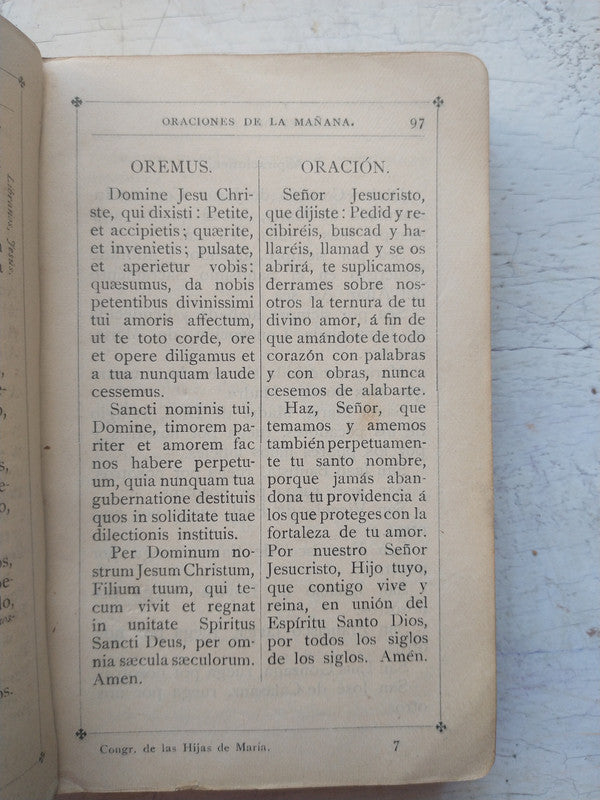 ORACIONES DE LA MAÑANA. 97
OREMUS.
Domine Jesu Chri-
ste, qui dixisti: Petite,
et accipietis; quærite,
et invenietis; pulsate,
et aperietur vobis:
quæsumus, da nobis
petentibus divinissimi
tui amoris affectum,
ut te toto corde, ore
et opere diligamus et
a tua nunquam laude
cessemus.
Sancti nominis tui,
Domine, timorem pa-
riter et amorem fac
nos habere perpetu-
um, quia nunquam tua
gubernatione destituis
quos in soliditate tuae
dilectionis instituis.
Per Dominum no-
strum Jesum Christum,
Filium tuum, qui te-
cum vivit et regnat
in unitate Spiritus
Sancti Deus, per om-
nia sæcula sæculorum.
Amen.
ORACIÓN.
Señor Jesucristo,
que dijiste: Pedid y re-
cibiréis, buscad y ha-
llaréis, llamad y se os
abrirá, te suplicamos,
derrames sobre nos-
otros la ternura de tu
divino amor, á fin de
que amándote de todo
corazón con palabras
y con obras, nunca
cesemos de alabarte.
Haz, Señor, que
temamos y amemos
también perpetuamen-
te tu santo nombre,
porque jamás aban-
dona tu providencia á
los que proteges con la
fortaleza de tu amor.
Por nuestro Señor
Jesucristo, Hijo tuyo,
que contigo vive y
reina, en unión del
Espíritu Santo Dios,
por todos los siglos
de los siglos. Amén.
Congr. de las Hijas de María. 7